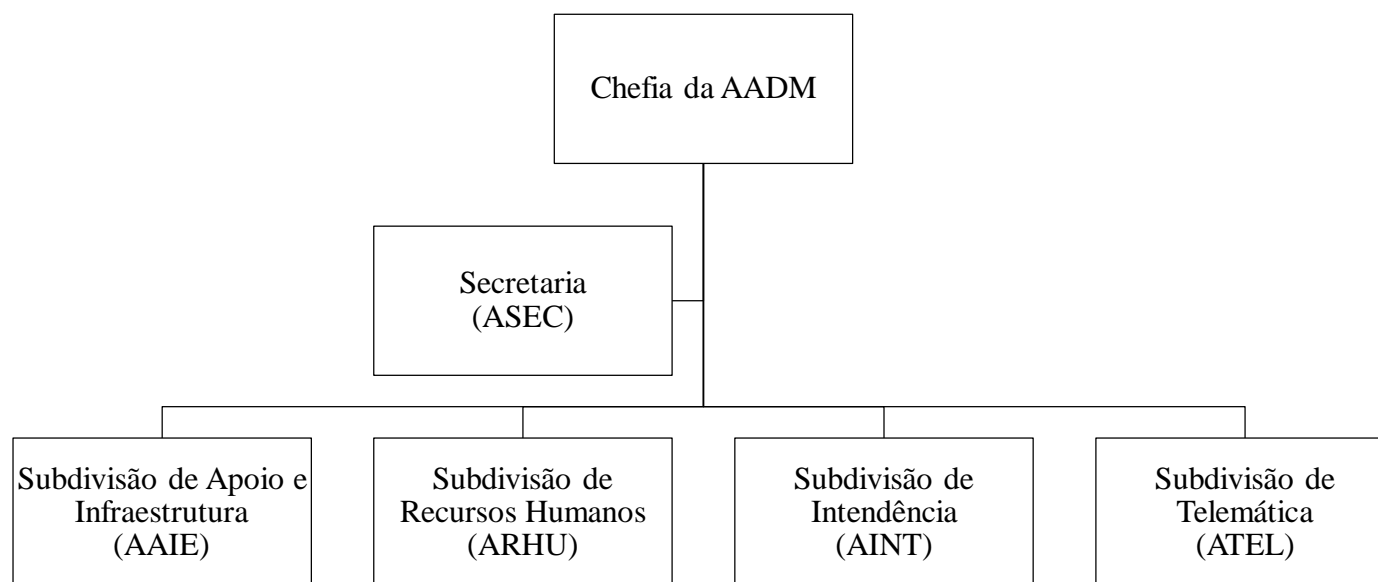 Chefia da AADM
Secretaria
(ASEC)
Subdivisão de Apoio e
Infraestrutura
(AAIE)
Subdivisão de
Recursos Humanos
(ARHU)
Subdivisão de
Intendência
(AINT)
Subdivisão de
Telemática
(ATEL)